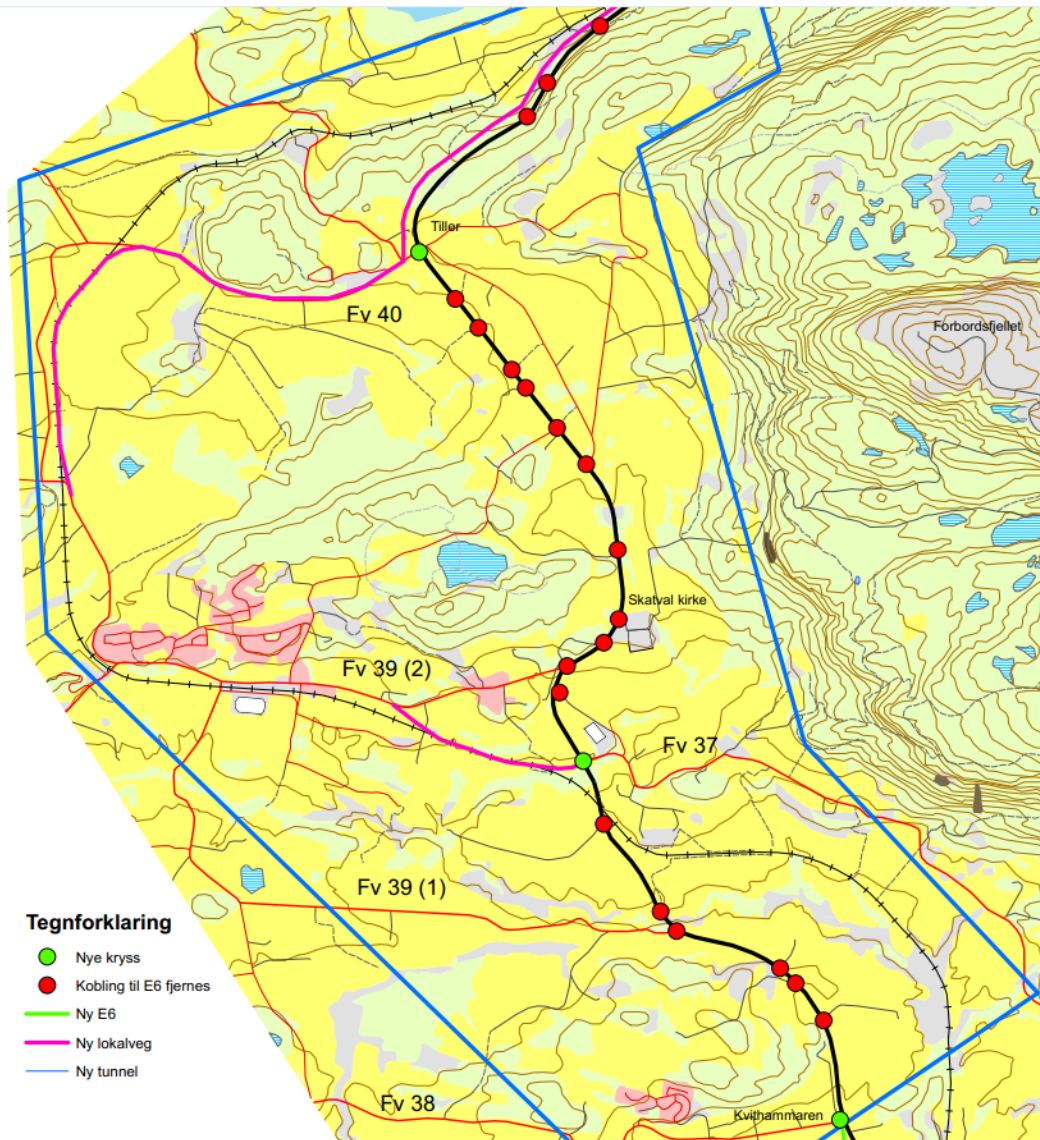 Tiller
Fv 40
Forbordsfjellet
Skatval kirke
Fv 39 (2)
Fv 37
Fv 39 (1)
Tegnforklaring
Nye kryss
Kobling til E6 fjernes
Ny E6
Ny lokalveg
Ny tunnel
Fv 38
Kvithammaren